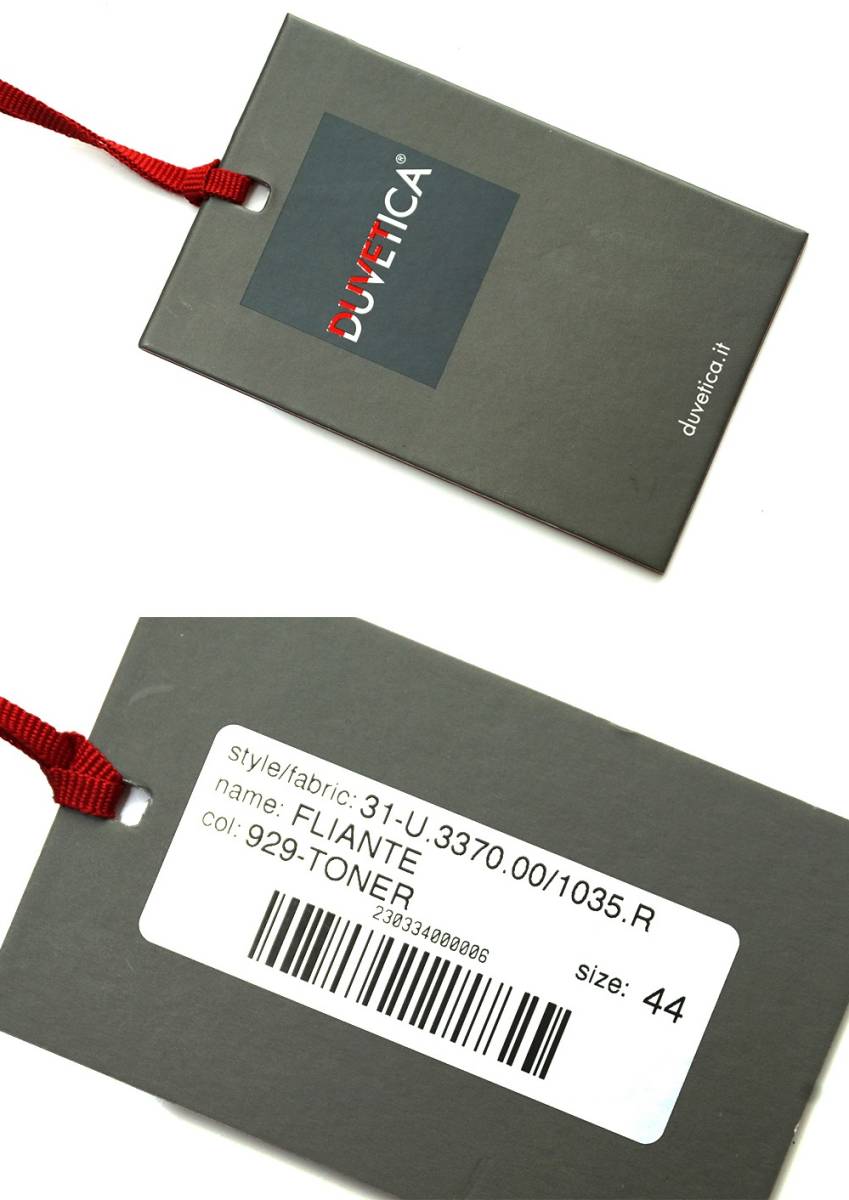 DUVETICA®
duvetica.it
style/fabric: 31-U.3370.00/1035.R
name: FLIANTE
col: 929-TONER
230334000006
size: 44